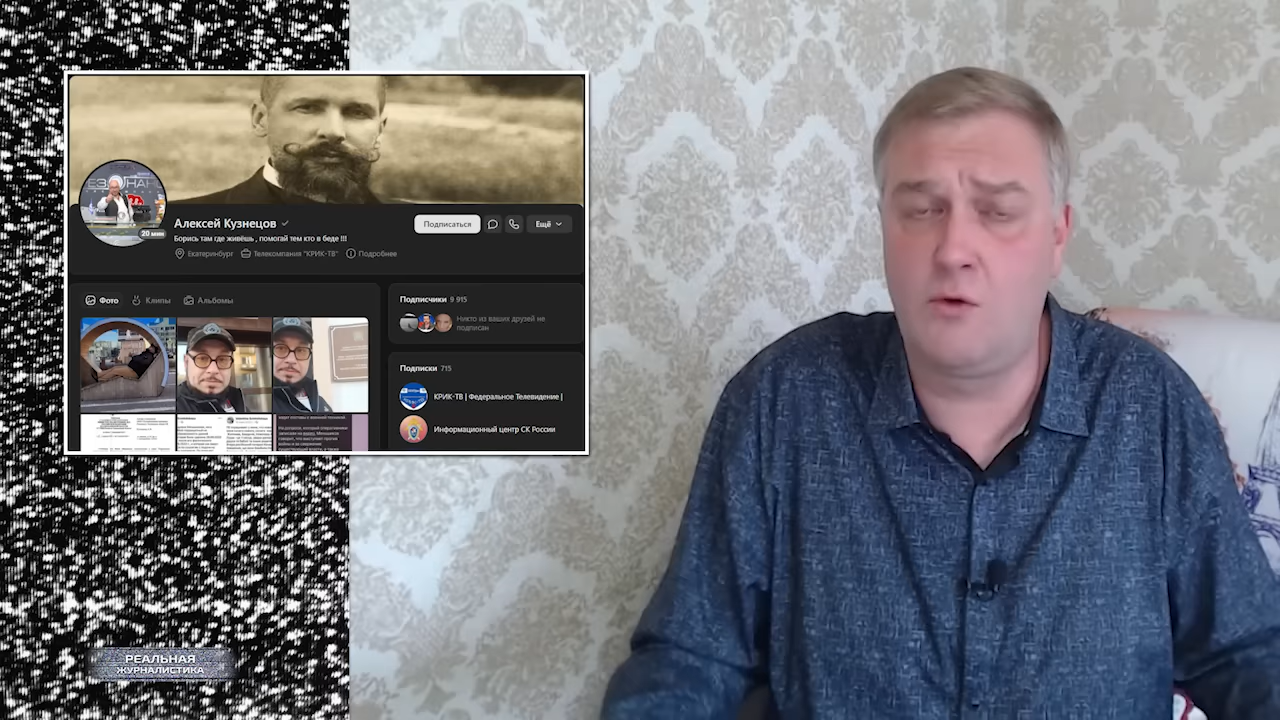 Алексей Кузнецов
20 мин
Борись там где живёшь , помогай тем кто в беде !!!
Екатеринбург Телекомпания "КРИК-ТВ" Подробнее
Подписаться
Ещё
Фото Клипы Альбомы
Подписчики 9 915
Никто из ваших друзей не
подписан
Подписки 715
КРИК-ТВ | Федеральное Телевидение |
Информационный центр СК России
РЕАЛЬНАЯ
ЖУРНАЛИСТИКА